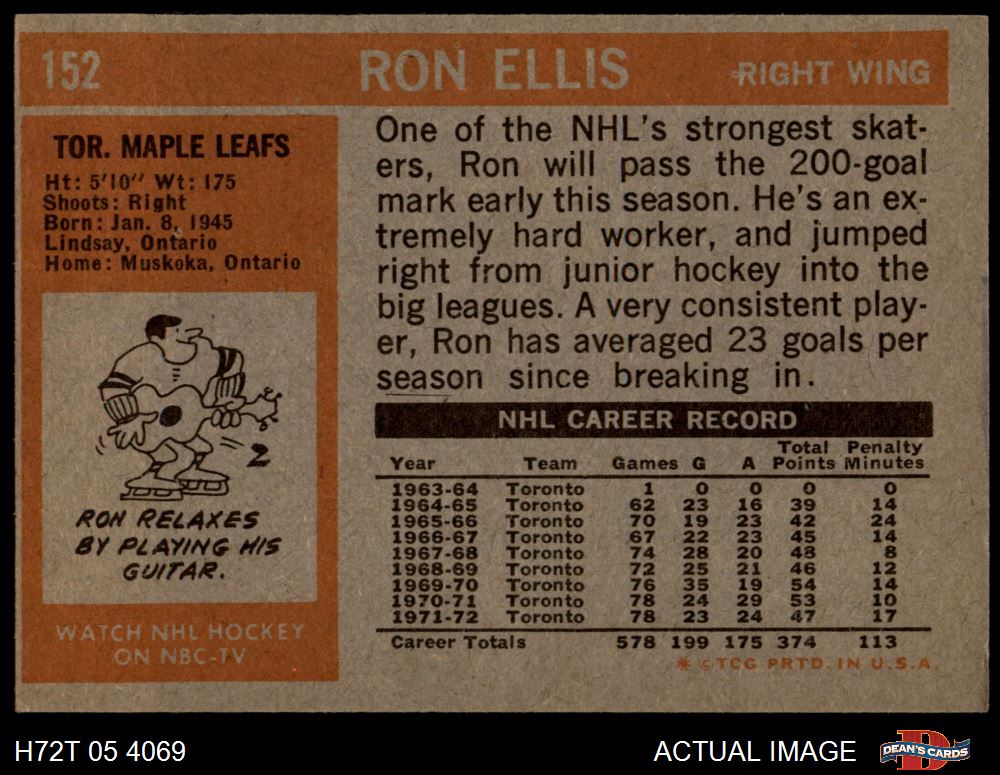 152 RON ELLIS RIGHT WING
TOR. MAPLE LEAFS
Ht: 5'10" Wt: 175
Shoots: Right
Born: Jan. 8, 1945
Lindsay, Ontario
Home: Muskoka, Ontario
2
RON RELAXES
BY PLAYING HIS
GUITAR.
WATCH NHL HOCKEY
ON NBC-TV
One of the NHL's strongest skat-
ers, Ron will pass the 200-goal
mark early this season. He's an ex-
tremely hard worker, and jumped
right from junior hockey into the
big leagues. A very consistent play-
er, Ron has averaged 23 goals per
season since breaking in.
NHL CAREER RECORD
Year Team Games G A Total Points Penalty Minutes
1963-64 Toronto 1 0 0 0 0
1964-65 Toronto 62 23 16 39 14
1965-66 Toronto 70 19 23 42 24
1966-67 Toronto 67 22 23 45 14
1967-68 Toronto 74 28 20 48 8
1968-69 Toronto 72 25 21 46 12
1969-70 Toronto 76 35 19 54 14
1970-71 Toronto 78 24 29 53 10
1971-72 Toronto 78 23 24 47 17
Career Totals 578 199 175 374 113
* ©TCG PRTD. IN U.S.A.
H72T 05 4069 ACTUAL IMAGE DEAN'S CARDS